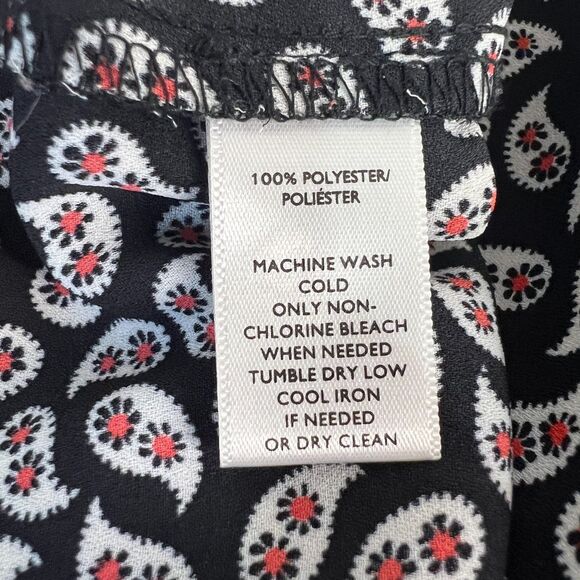 100% POLYESTER/
POLIÉSTER
MACHINE WASH
COLD
ONLY NON-
CHLORINE BLEACH
WHEN NEEDED
TUMBLE DRY LOW
COOL IRON
IF NEEDED
OR DRY CLEAN